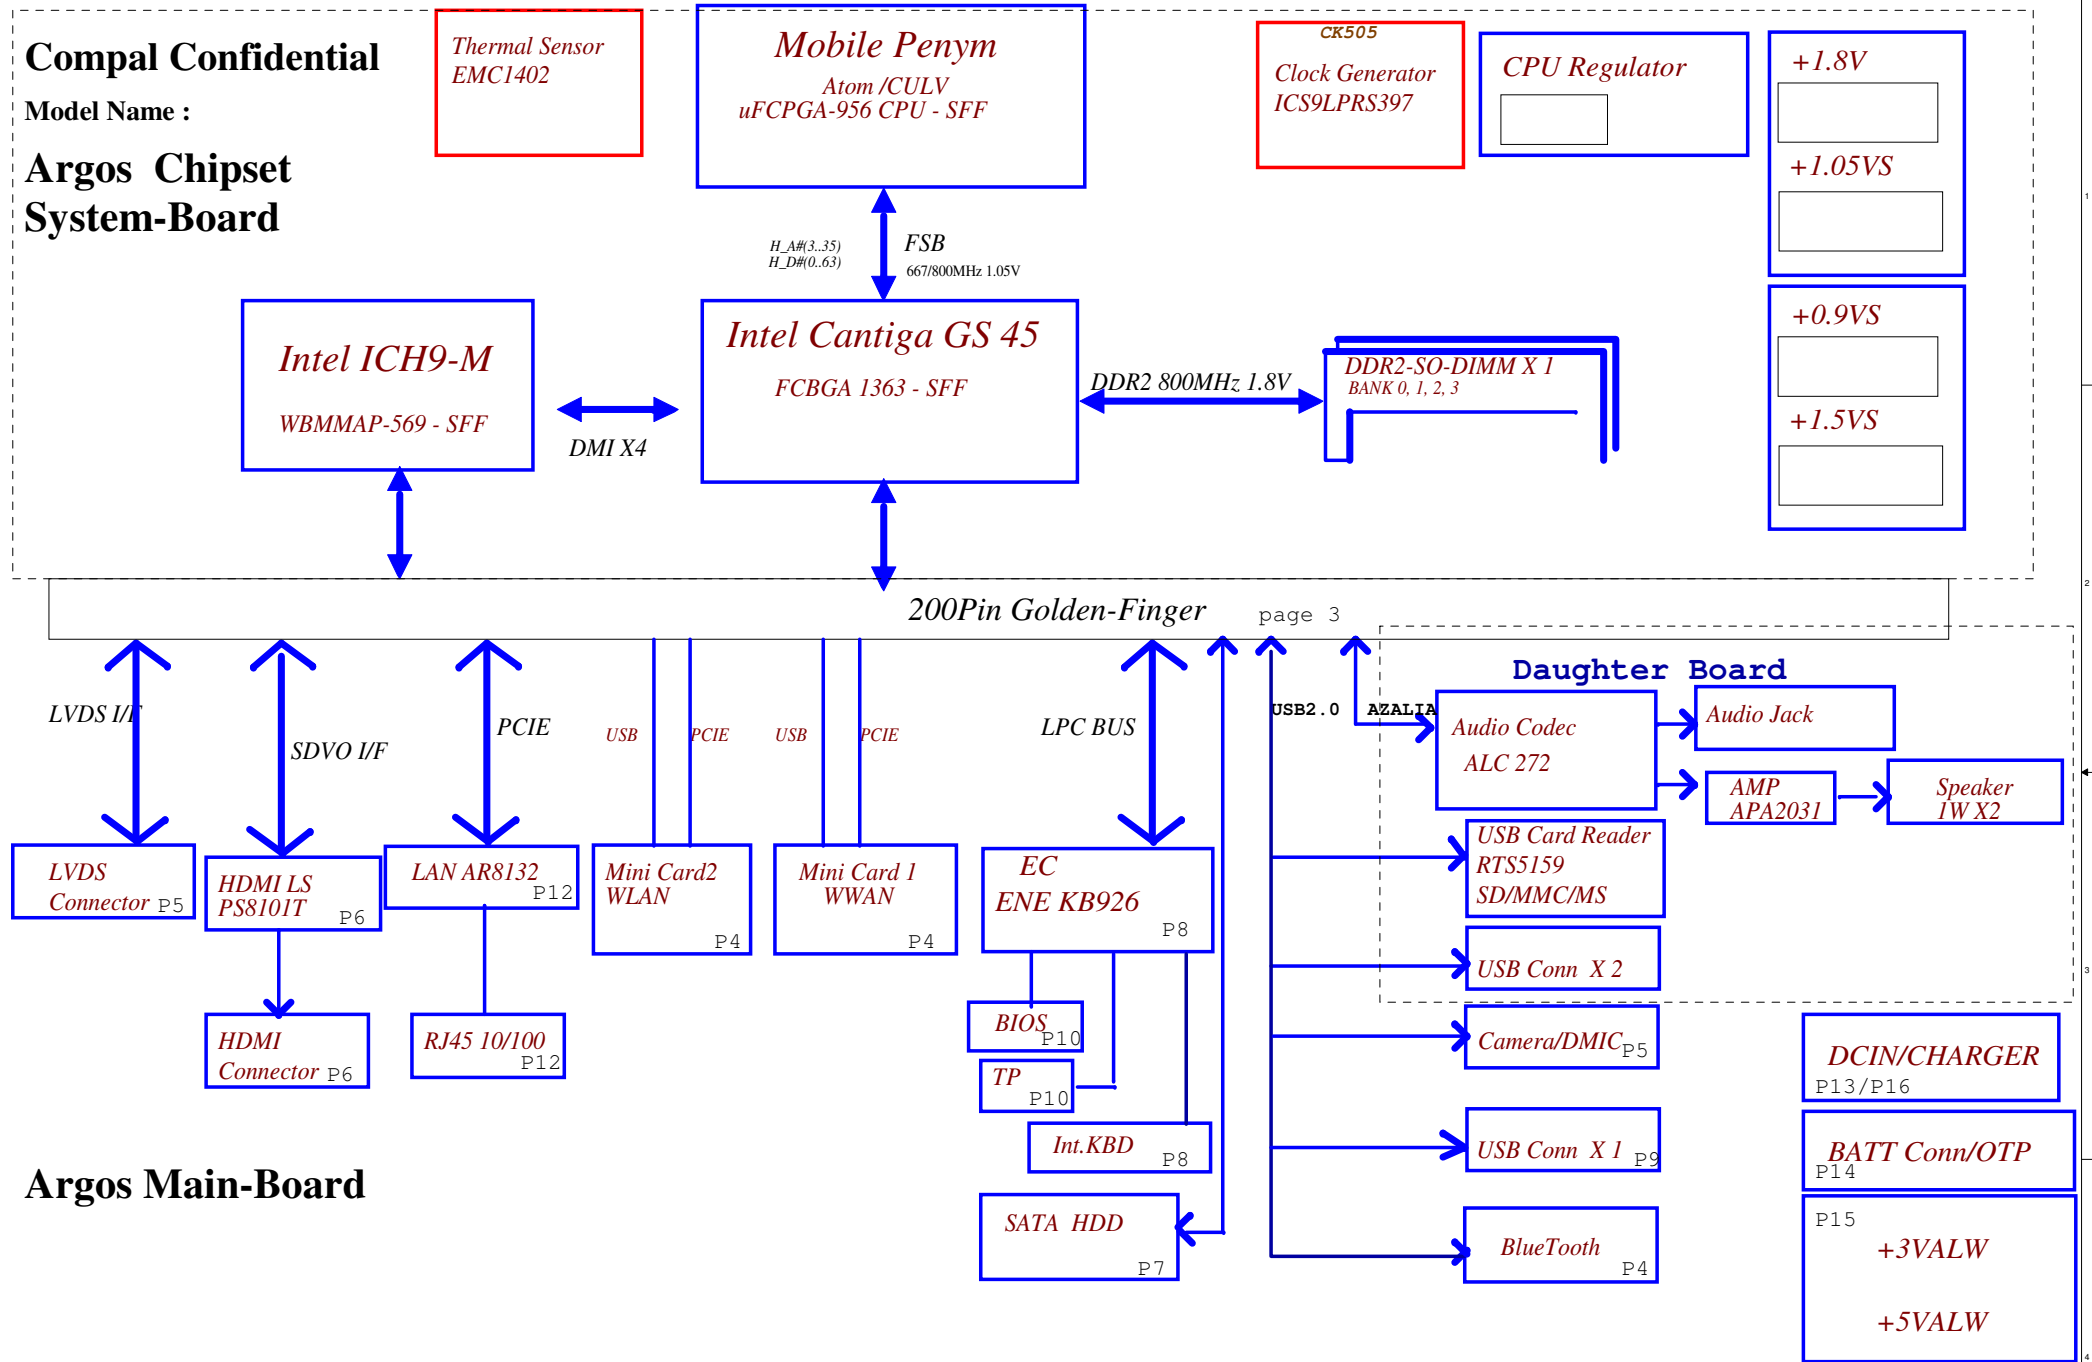 Compal Confidential
Model Name :
Argos Chipset
System-Board
Thermal Sensor
EMC1402
Mobile Penym
Atom /CULV
uFCPGA-956 CPU - SFF
CK505
Clock Generator
ICS9LPRS397
CPU Regulator
+1.8V
+1.05VS
+0.9VS
+1.5VS
H_A#(3..35)
H_D#(0..63)
FSB
667/800MHz 1.05V
Intel ICH9-M
WBMMAP-569 - SFF
DMI X4
Intel Cantiga GS 45
FCBGA 1363 - SFF
DDR2 800MHz 1.8V
DDR2-SO-DIMM X 1
BANK 0, 1, 2, 3
200Pin Golden-Finger
page 3
LVDS I/F
SDVO I/F
PCIE
USB
PCIE
USB
PCIE
LPC BUS
USB2.0
AZALIA
Daughter Board
Audio Codec
ALC 272
Audio Jack
AMP
APA2031
Speaker
1W X2
USB Card Reader
RTS5159
SD/MMC/MS
USB Conn X 2
LVDS
Connector P5
HDMI LS
PS8101T
P6
LAN AR8132
P12
Mini Card2
WLAN
P4
Mini Card 1
WWAN
P4
EC
ENE KB926
P8
HDMI
Connector P6
RJ45 10/100
P12
BIOS
P10
TP
P10
Int.KBD
P8
SATA HDD
P7
Camera/DMIC P5
USB Conn X 1 P9
BlueTooth
P4
DCIN/CHARGER
P13/P16
BATT Conn/OTP
P14
P15
+3VALW
+5VALW
Argos Main-Board
1
2
3
4